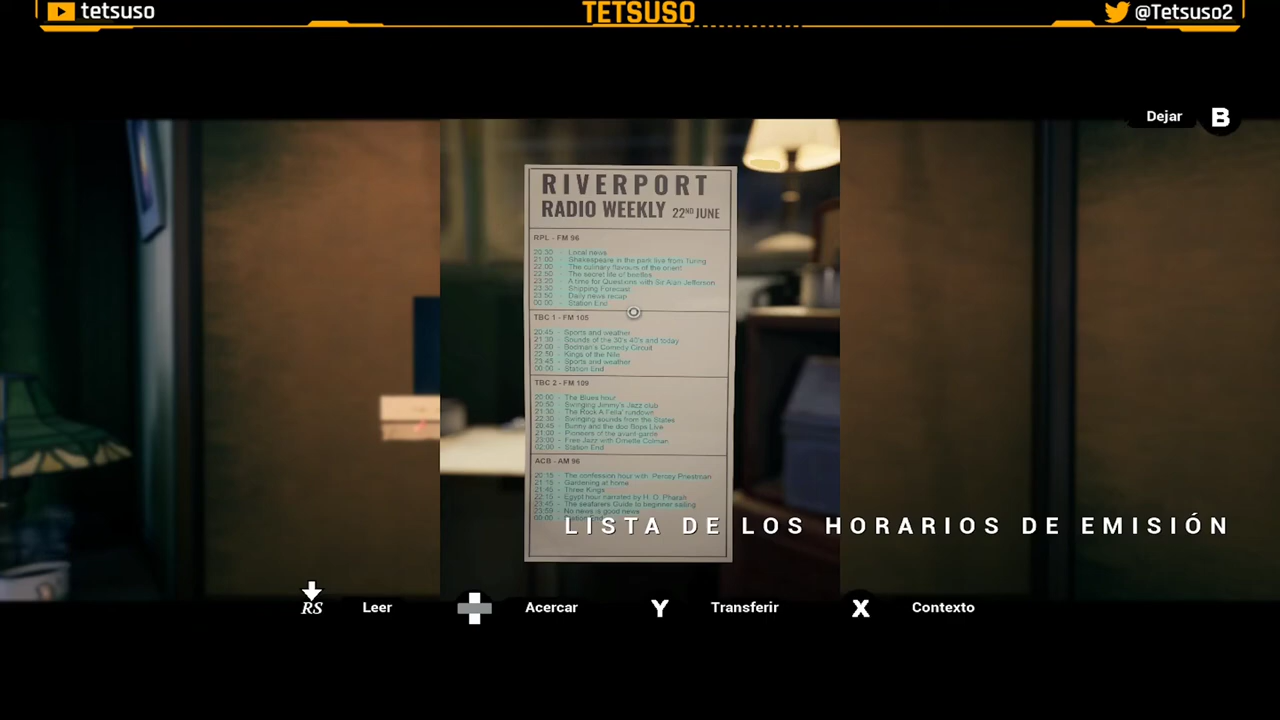 tetsuso
TETSUSO
@Tetsuso2
Dejar B
RIVERPORT
RADIO WEEKLY 22ND JUNE
RPL - FM 96
20:30 - Local news
21:00 - Shakespeare in the park live from Turing
22:00 - The culinary flavours of the orient
22:50 - The secret life of beetles
23:20 - A time for Questions with Sir Alan Jefferson
23:30 - Shipping Forecast
23:50 - Daily news recap
00:00 - Station End
TBC 1 - FM 105
20:45 - Sports and weather
21:30 - Sounds of the 30's 40's and today
22:00 - Bodman's Comedy Circuit
22:50 - Kings of the Nile
23:45 - Sports and weather
00:00 - Station End
TBC 2 - FM 109
20:00 - The Blues hour
20:50 - Swinging Jimmy's Jazz club
21:30 - The Rock A Fella' rundown
22:30 - Swinging sounds from the States
20:45 - Bunny and the doo Bops Live
21:00 - Pioneers of the avant garde
23:00 - Free Jazz with Ornette Colman
02:00 - Station End
ACB - AM 96
20:15 - The confession hour with Percey Priestman
21:15 - Gardening at home
21:45 - Three Kings
22:15 - Egypt hour narrated by H. O. Pharah
23:45 - The seafarers Guide to beginner sailing
23:59 - No news is good news
00:00 - Station End
LISTA DE LOS HORARIOS DE EMISIÓN
RS Leer Acercar Y Transferir X Contexto